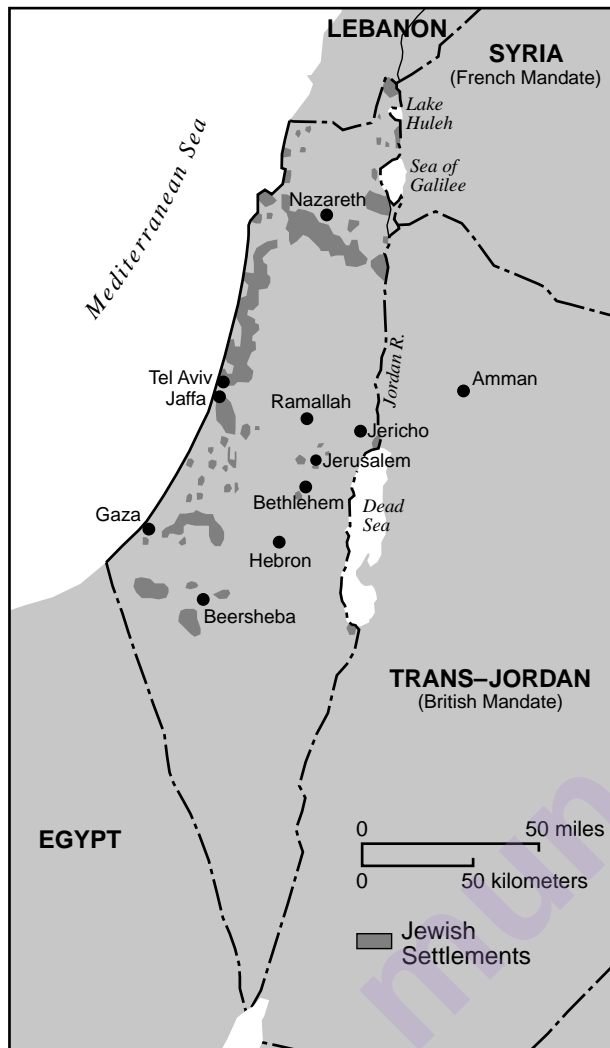 LEBANON
SYRIA
(French Mandate)
Lake
Huleh
Sea of
Galilee
Mediterranean Sea
Nazareth
Jordan R.
Tel Aviv
Jaffa
Amman
Ramallah
Jericho
Jerusalem
Bethlehem
Dead
Sea
Gaza
Hebron
Beersheba
TRANS–JORDAN
(British Mandate)
EGYPT
0 50 miles
0 50 kilometers
Jewish
Settlements
mun